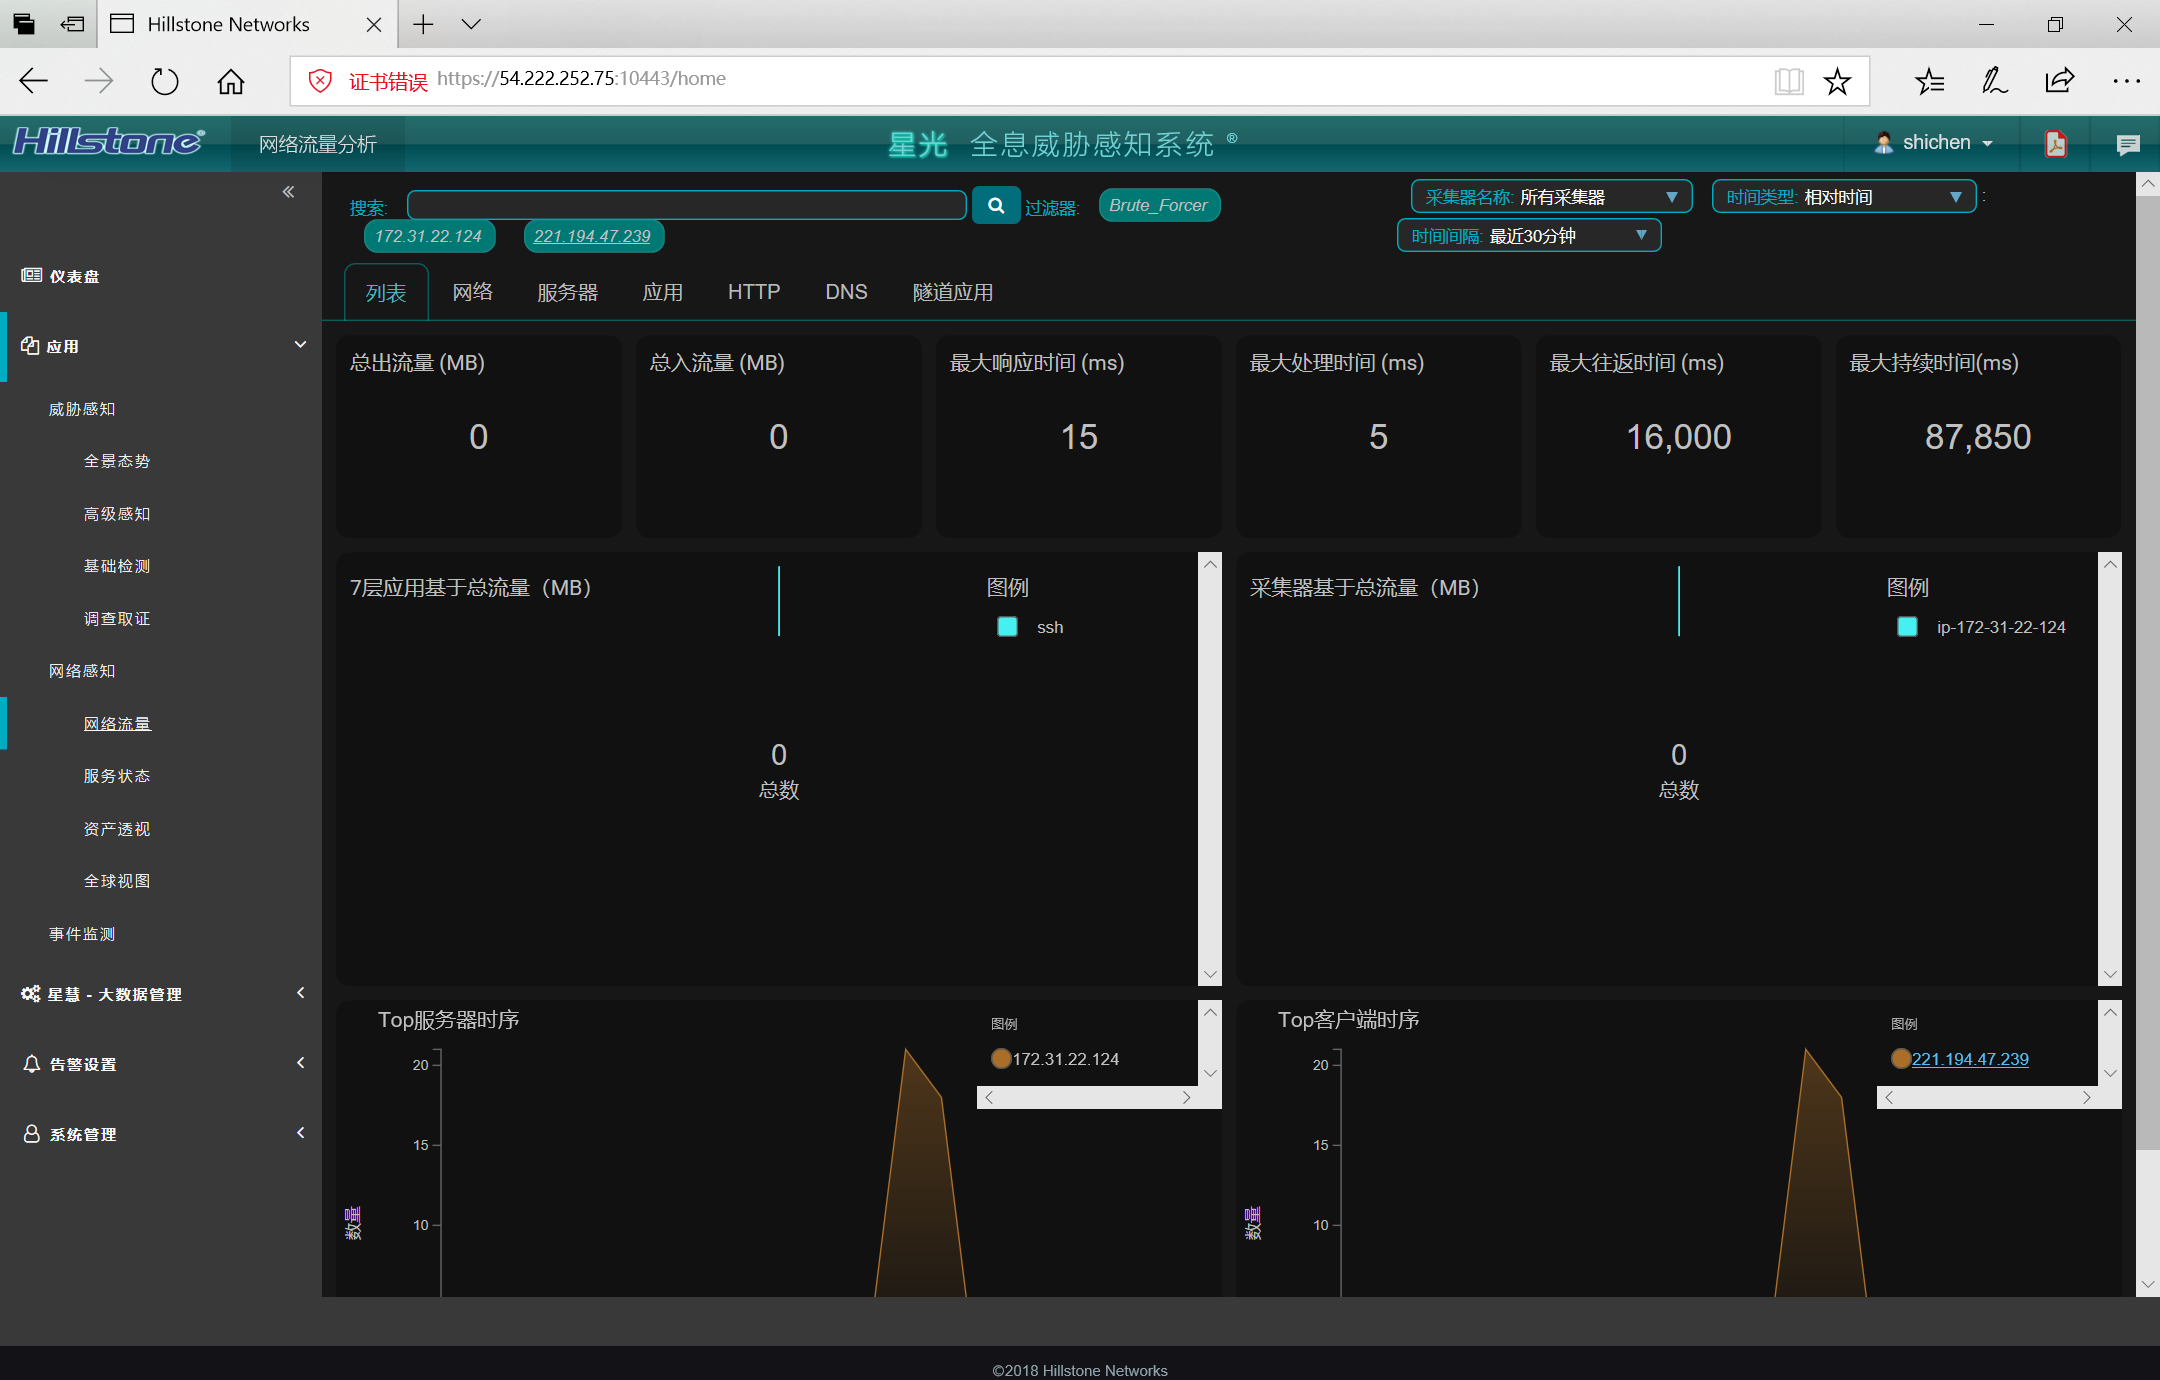 Hillstone Networks
证书错误 https://54.222.252.75:10443/home
Hillstone®
网络流量分析
星光 全息威胁感知系统 ®
shichen
仪表盘
应用
威胁感知
全景态势
高级感知
基础检测
调查取证
网络感知
网络流量
服务状态
资产透视
全球视图
事件监测
星慧 - 大数据管理
告警设置
系统管理
搜索:
过滤器:
Brute_Forcer
172.31.22.124
221.194.47.239
采集器名称: 所有采集器
时间类型: 相对时间
:
时间间隔: 最近30分钟
列表
网络
服务器
应用
HTTP
DNS
隧道应用
总出流量 (MB)
0
总入流量 (MB)
0
最大响应时间 (ms)
15
最大处理时间 (ms)
5
最大往返时间 (ms)
16,000
最大持续时间(ms)
87,850
7层应用基于总流量（MB）
图例
ssh
0
总数
采集器基于总流量（MB）
图例
ip-172-31-22-124
0
总数
Top服务器时序
图例
172.31.22.124
20
15
10
数量
Top客户端时序
图例
221.194.47.239
20
15
10
数量
©2018 Hillstone Networks